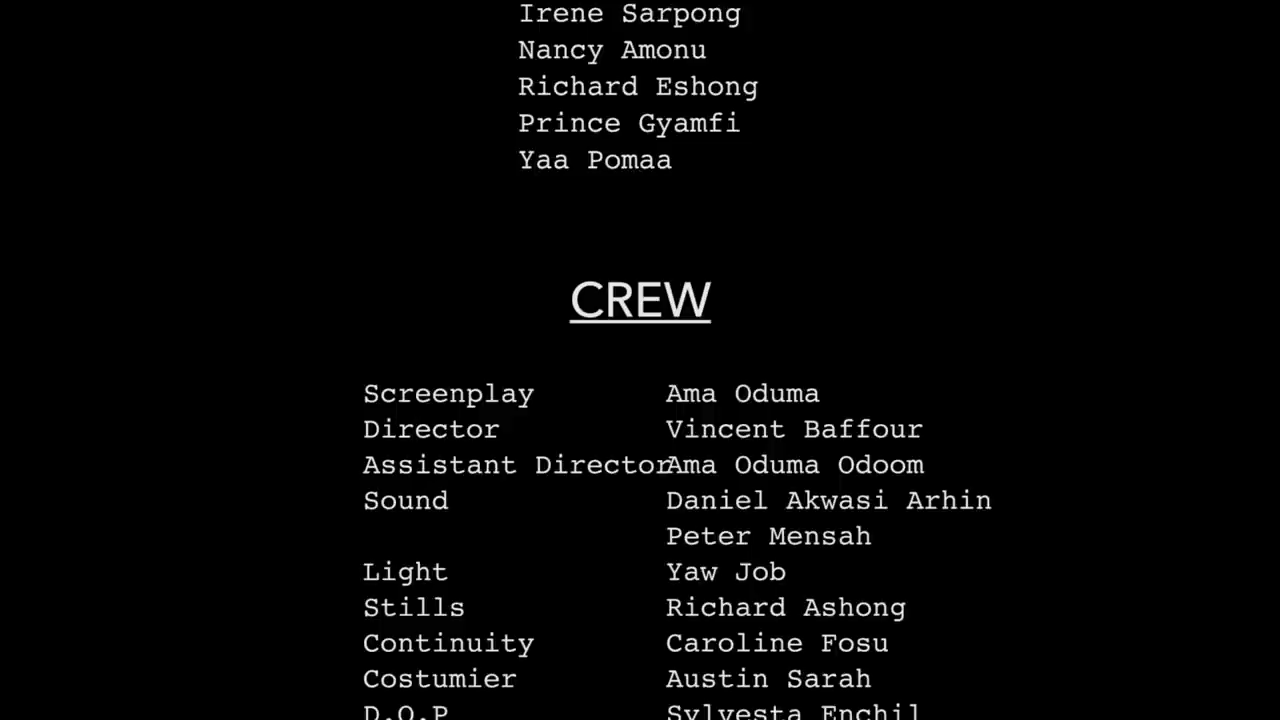 Irene Sarpong
Nancy Amonu
Richard Eshong
Prince Gyamfi
Yaa Pomaa
CREW
Screenplay Ama Oduma
Director Vincent Baffour
Assistant Director Ama Oduma Odoom
Sound Daniel Akwasi Arhin
Peter Mensah
Light Yaw Job
Stills Richard Ashong
Continuity Caroline Fosu
Costumier Austin Sarah
D.O.P Sylvesta Enchil